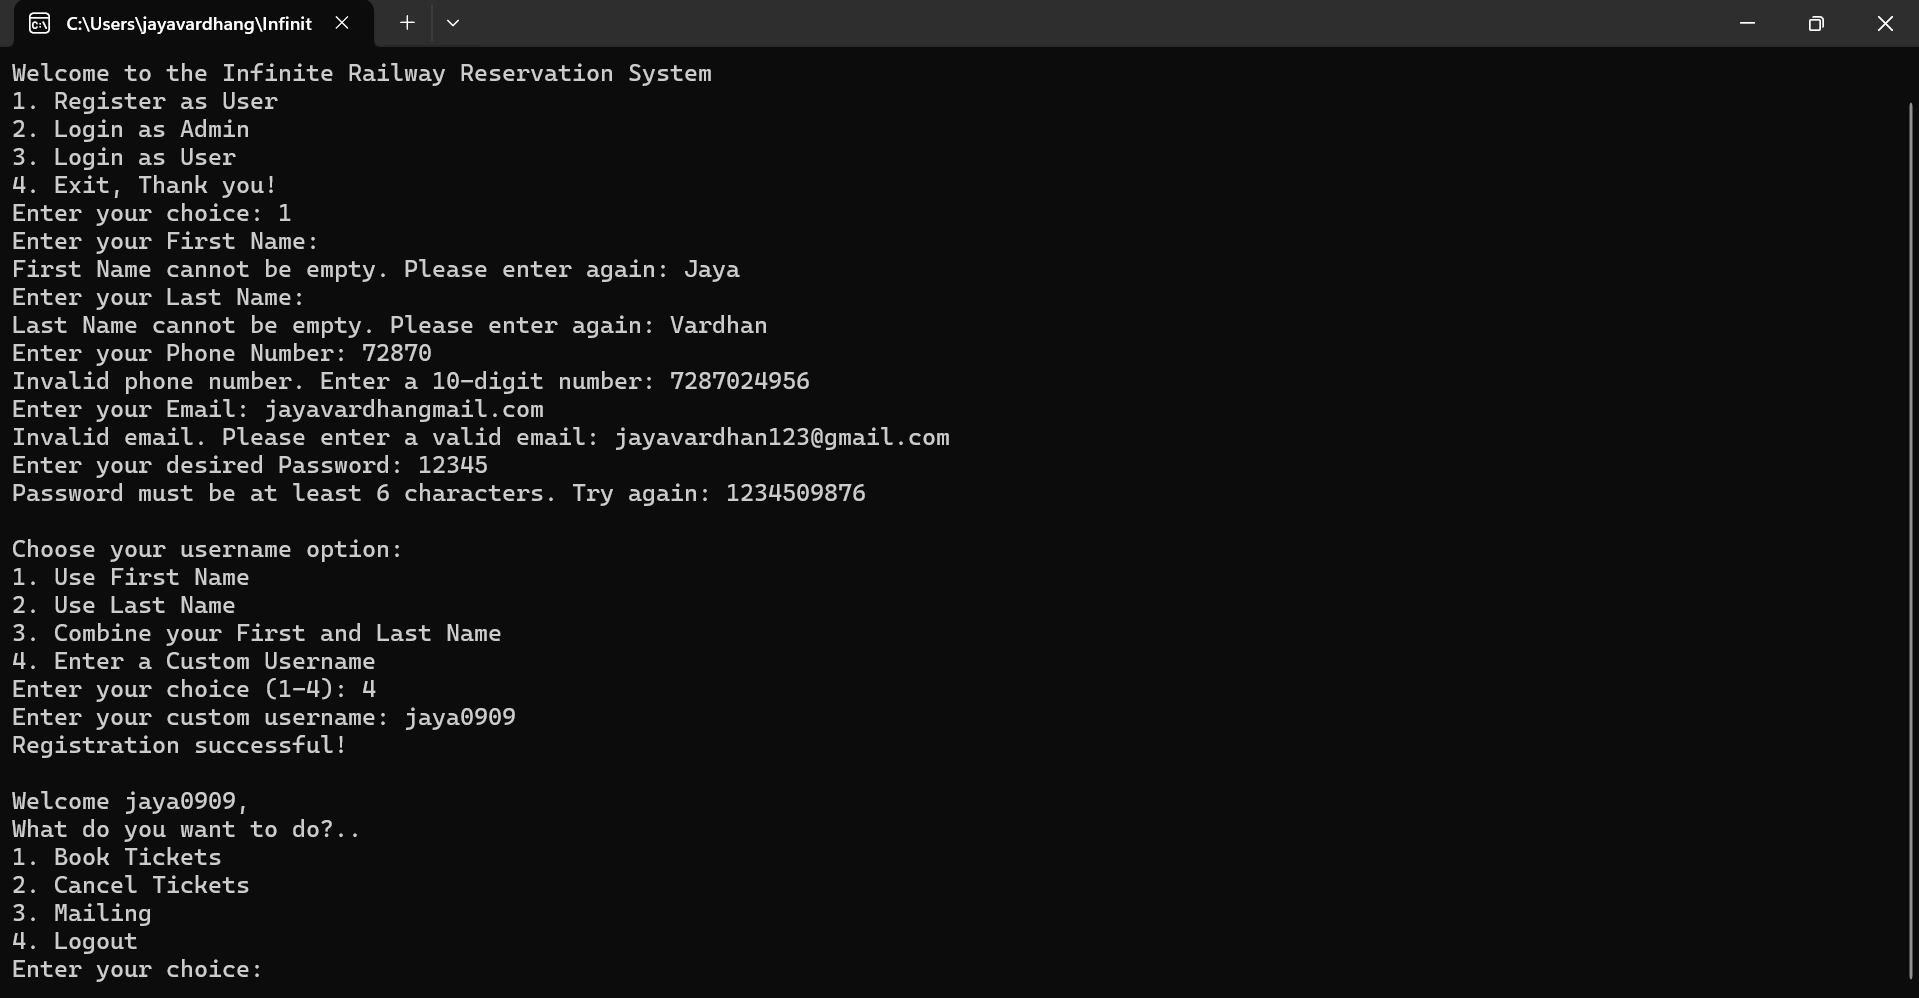 C:\Users\jayavardhang\Infinit
Welcome to the Infinite Railway Reservation System
1. Register as User
2. Login as Admin
3. Login as User
4. Exit, Thank you!
Enter your choice: 1
Enter your First Name:
First Name cannot be empty. Please enter again: Jaya
Enter your Last Name:
Last Name cannot be empty. Please enter again: Vardhan
Enter your Phone Number: 72870
Invalid phone number. Enter a 10-digit number: 7287024956
Enter your Email: jayavardhangmail.com
Invalid email. Please enter a valid email: jayavardhan123@gmail.com
Enter your desired Password: 12345
Password must be at least 6 characters. Try again: 1234509876

Choose your username option:
1. Use First Name
2. Use Last Name
3. Combine your First and Last Name
4. Enter a Custom Username
Enter your choice (1-4): 4
Enter your custom username: jaya0909
Registration successful!

Welcome jaya0909,
What do you want to do?..
1. Book Tickets
2. Cancel Tickets
3. Mailing
4. Logout
Enter your choice: